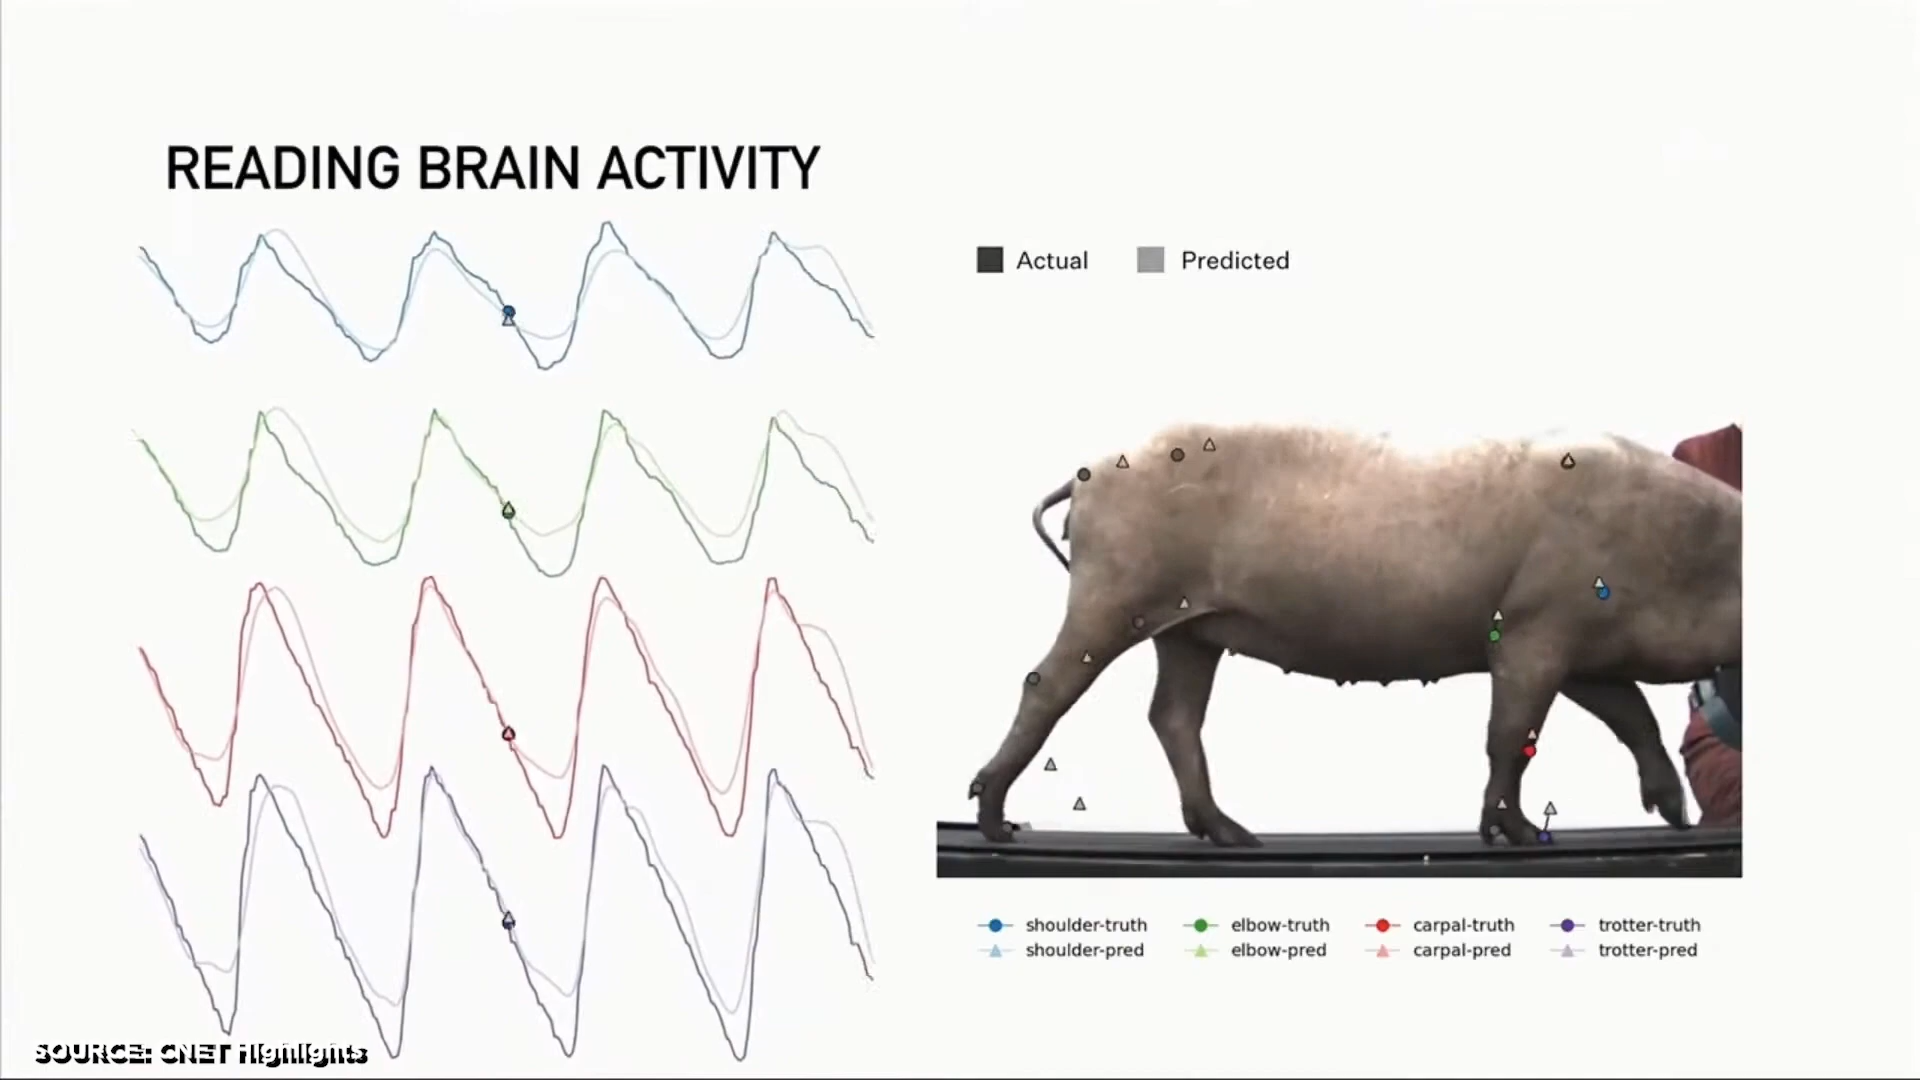 READING BRAIN ACTIVITY
Actual
Predicted
shoulder-truth
elbow-truth
carpal-truth
trotter-truth
shoulder-pred
elbow-pred
carpal-pred
trotter-pred
SOURCE: CNET Highlights